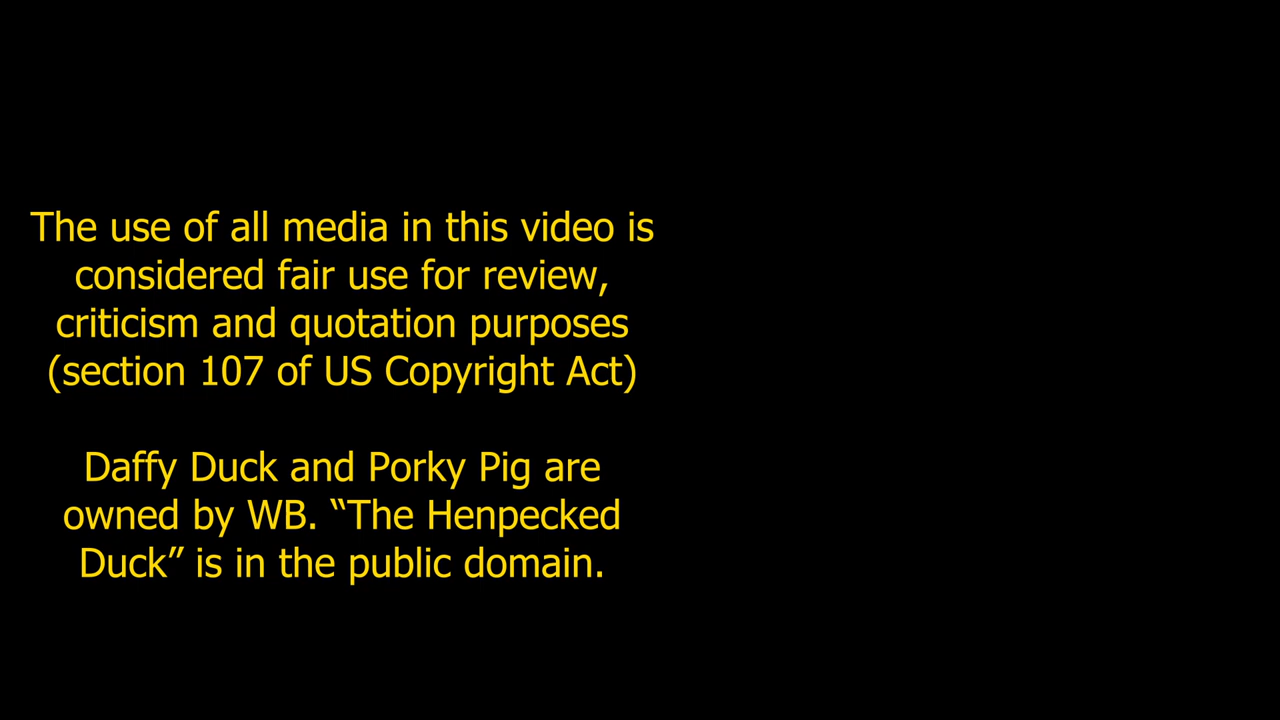 The use of all media in this video is
considered fair use for review,
criticism and quotation purposes
(section 107 of US Copyright Act)
Daffy Duck and Porky Pig are
owned by WB. “The Henpecked
Duck” is in the public domain.